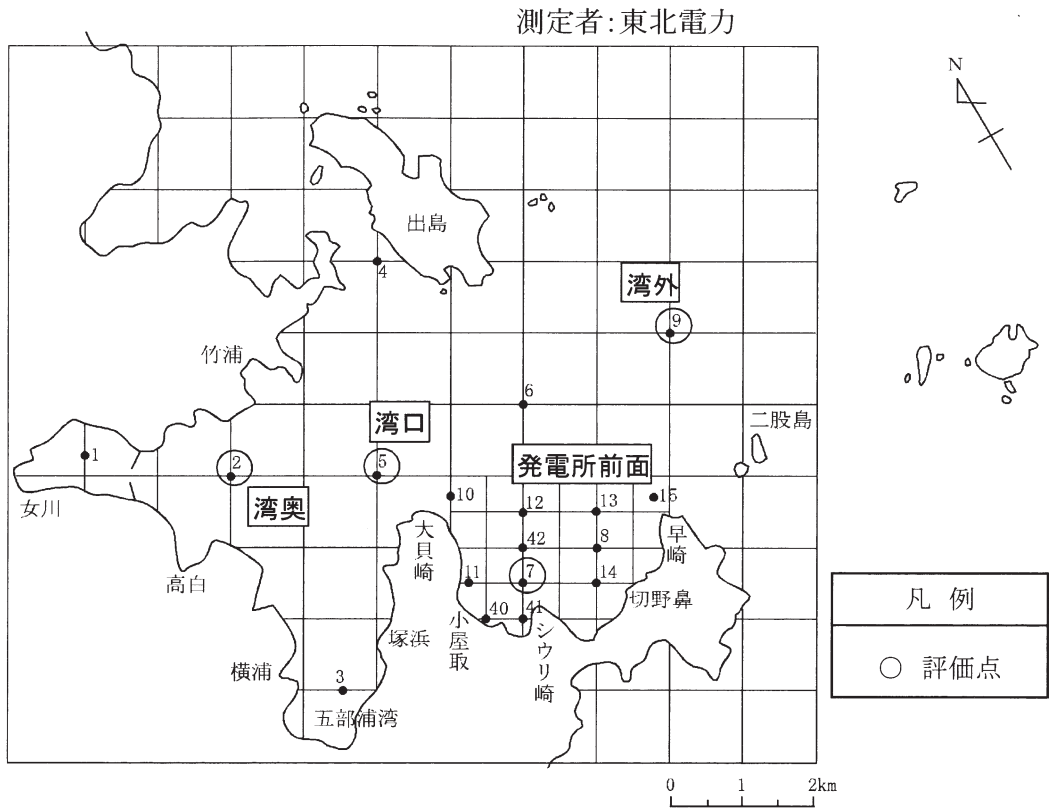 測定者:東北電力
N
出島
4
湾外
9
竹浦
6
湾口
二股島
1
2
5
発電所前面
10
12
13
15
女川
湾奥
大貝崎
42
8
早崎
高白
11
7
14
切野鼻
凡 例
40
41
小屋取
シウリ崎
塚浜
横浦
3
五部浦湾
○ 評価点
0 1 2km